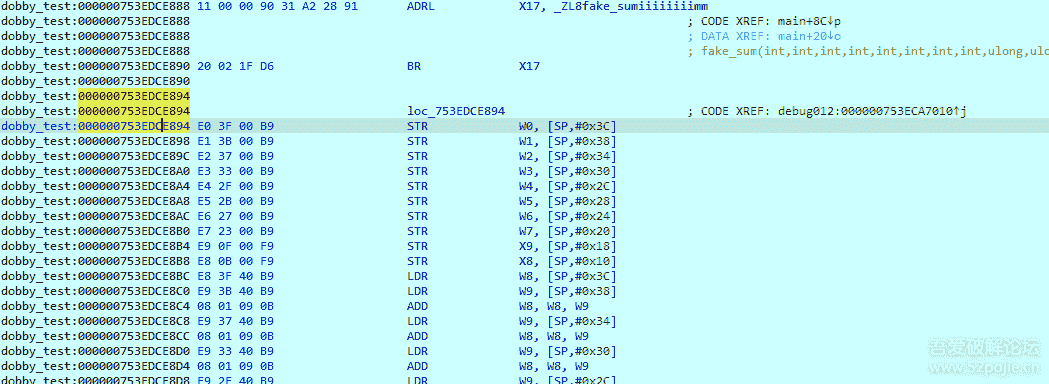 dobby_test:000000753EDCE888 11 00 00 90 31 A2 28 91 ADRL X17, _ZL8fake_sumiiiiiiiimm
dobby_test:000000753EDCE888 ; CODE XREF: main+8C↓p
dobby_test:000000753EDCE888 ; DATA XREF: main+20↓o
dobby_test:000000753EDCE888 ; fake_sum(int,int,int,int,int,int,int,int,ulong,ulo
dobby_test:000000753EDCE890 20 02 1F D6 BR X17
dobby_test:000000753EDCE890
dobby_test:000000753EDCE894
dobby_test:000000753EDCE894 loc_753EDCE894 ; CODE XREF: debug012:000000753ECA7010↑j
dobby_test:000000753EDCE894 E0 3F 00 B9 STR W0, [SP,#0x3C]
dobby_test:000000753EDCE898 E1 3B 00 B9 STR W1, [SP,#0x38]
dobby_test:000000753EDCE89C E2 37 00 B9 STR W2, [SP,#0x34]
dobby_test:000000753EDCE8A0 E3 33 00 B9 STR W3, [SP,#0x30]
dobby_test:000000753EDCE8A4 E4 2F 00 B9 STR W4, [SP,#0x2C]
dobby_test:000000753EDCE8A8 E5 2B 00 B9 STR W5, [SP,#0x28]
dobby_test:000000753EDCE8AC E6 27 00 B9 STR W6, [SP,#0x24]
dobby_test:000000753EDCE8B0 E7 23 00 B9 STR W7, [SP,#0x20]
dobby_test:000000753EDCE8B4 E9 0F 00 F9 STR X9, [SP,#0x18]
dobby_test:000000753EDCE8B8 E8 0B 00 F9 STR X8, [SP,#0x10]
dobby_test:000000753EDCE8BC E8 3F 40 B9 LDR W8, [SP,#0x3C]
dobby_test:000000753EDCE8C0 E9 3B 40 B9 LDR W9, [SP,#0x38]
dobby_test:000000753EDCE8C4 08 01 09 0B ADD W8, W8, W9
dobby_test:000000753EDCE8C8 E9 37 40 B9 LDR W9, [SP,#0x34]
dobby_test:000000753EDCE8CC 08 01 09 0B ADD W8, W8, W9
dobby_test:000000753EDCE8D0 E9 33 40 B9 LDR W9, [SP,#0x30]
dobby_test:000000753EDCE8D4 08 01 09 0B ADD W8, W8, W9
dobby_test:000000753EDCE8D8 E9 2F 40 B9 LDR W9, [SP,#0x2C]
吾爱破解论坛
www.52pojie.cn